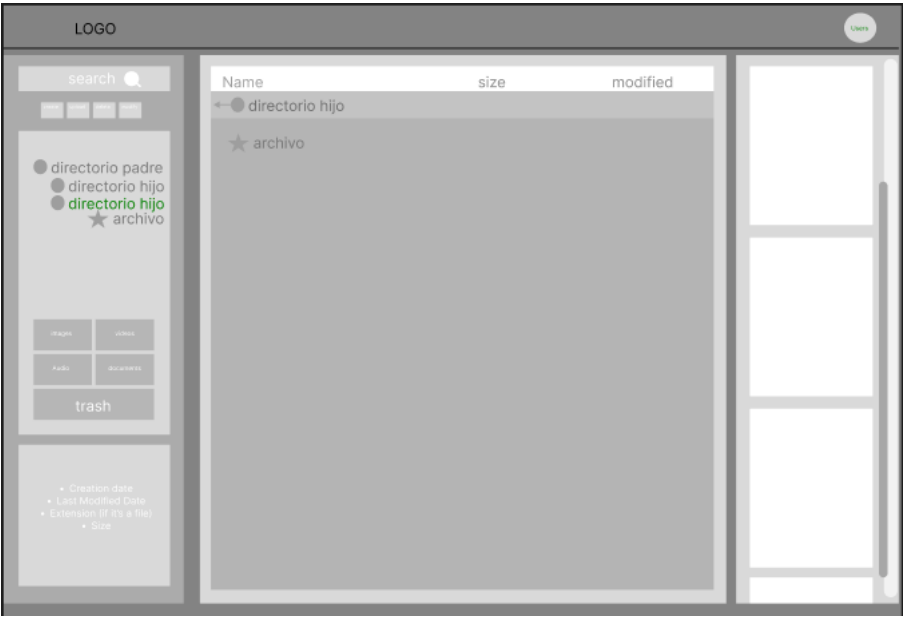 LOGO
Users
search
directorio padre
directorio hijo
directorio hijo
archivo
images
videos
Audio
documents
trash
• Creation date
• Last Modified Date
• Extension (if it's a file)
• Size
Name size modified
directorio hijo
archivo